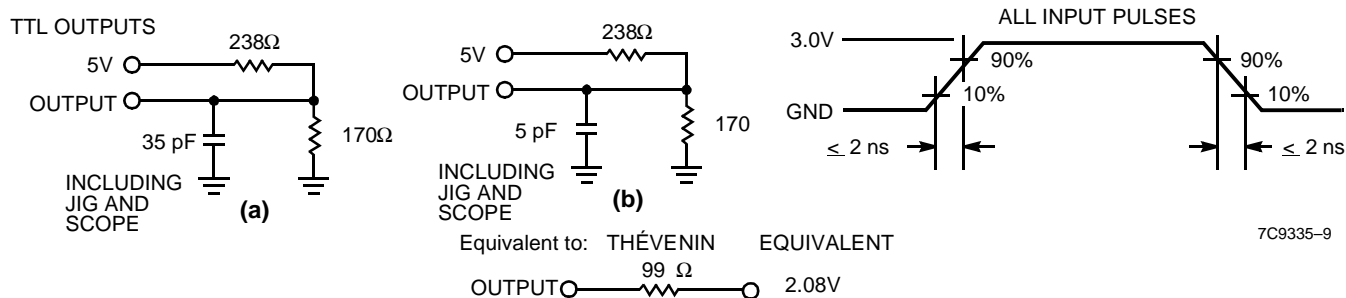 TTL OUTPUTS
5V
238Ω
OUTPUT
35 pF
170Ω
INCLUDING
JIG AND
SCOPE
(a)
5V
238Ω
OUTPUT
5 pF
170
INCLUDING
JIG AND
SCOPE
(b)
Equivalent to: THÉVENIN EQUIVALENT
OUTPUT
99 Ω
2.08V
ALL INPUT PULSES
3.0V
90%
10%
GND
≤ 2 ns
90%
10%
≤ 2 ns
7C9335–9